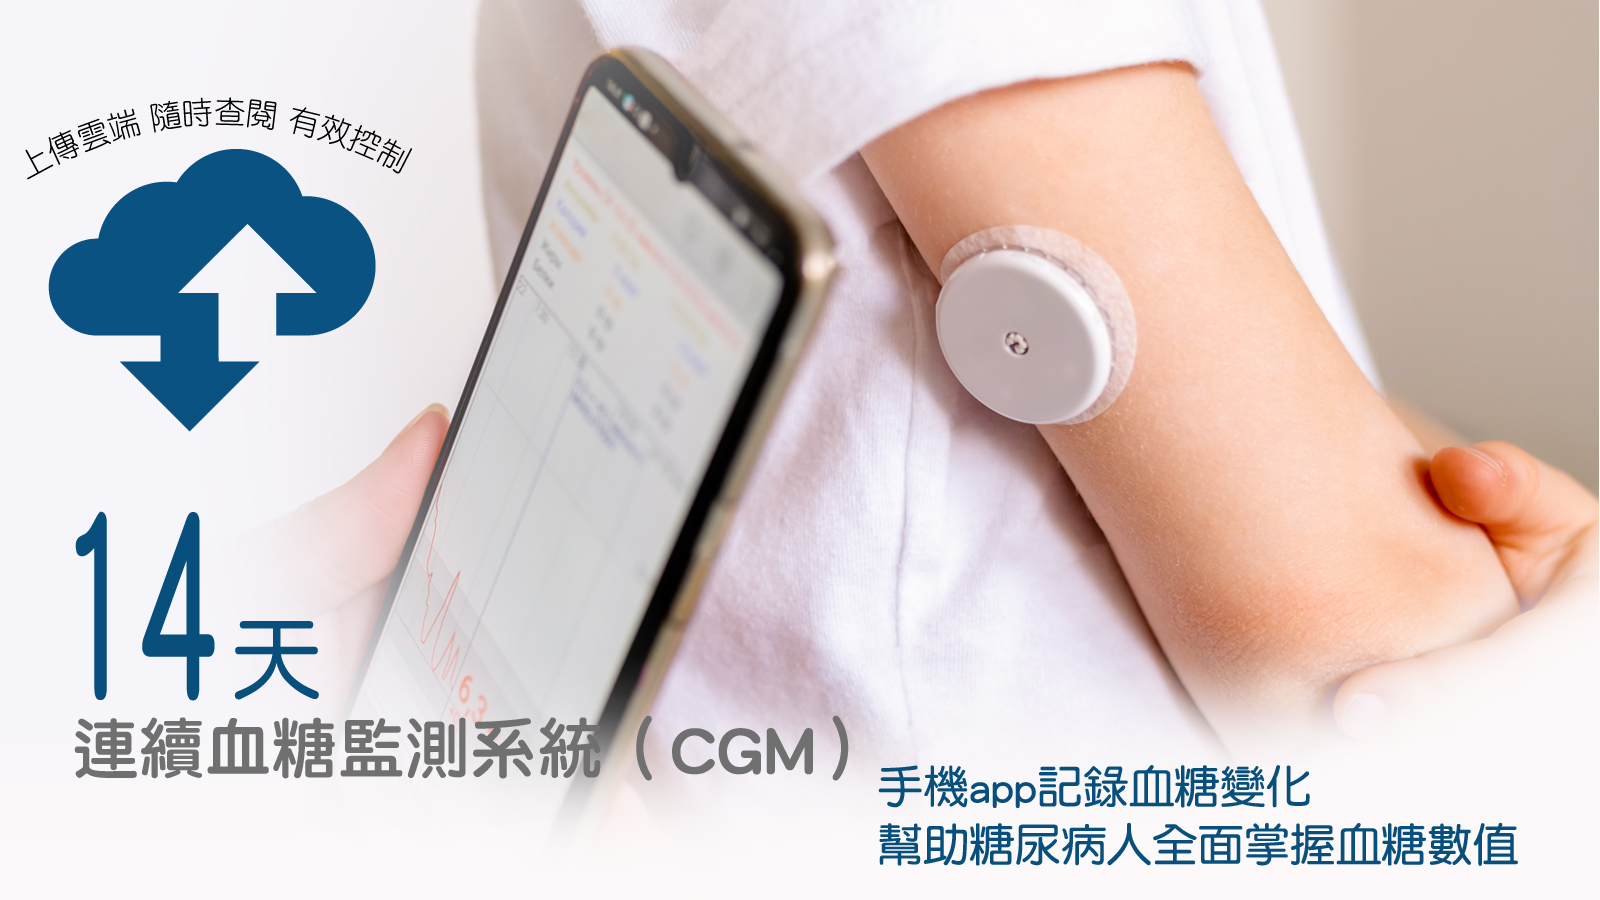 上傳雲端 隨時查閱 有效控制
14天
連續血糖監測系統（CGM）
手機app記錄血糖變化
幫助糖尿病人全面掌握血糖數值
6.3